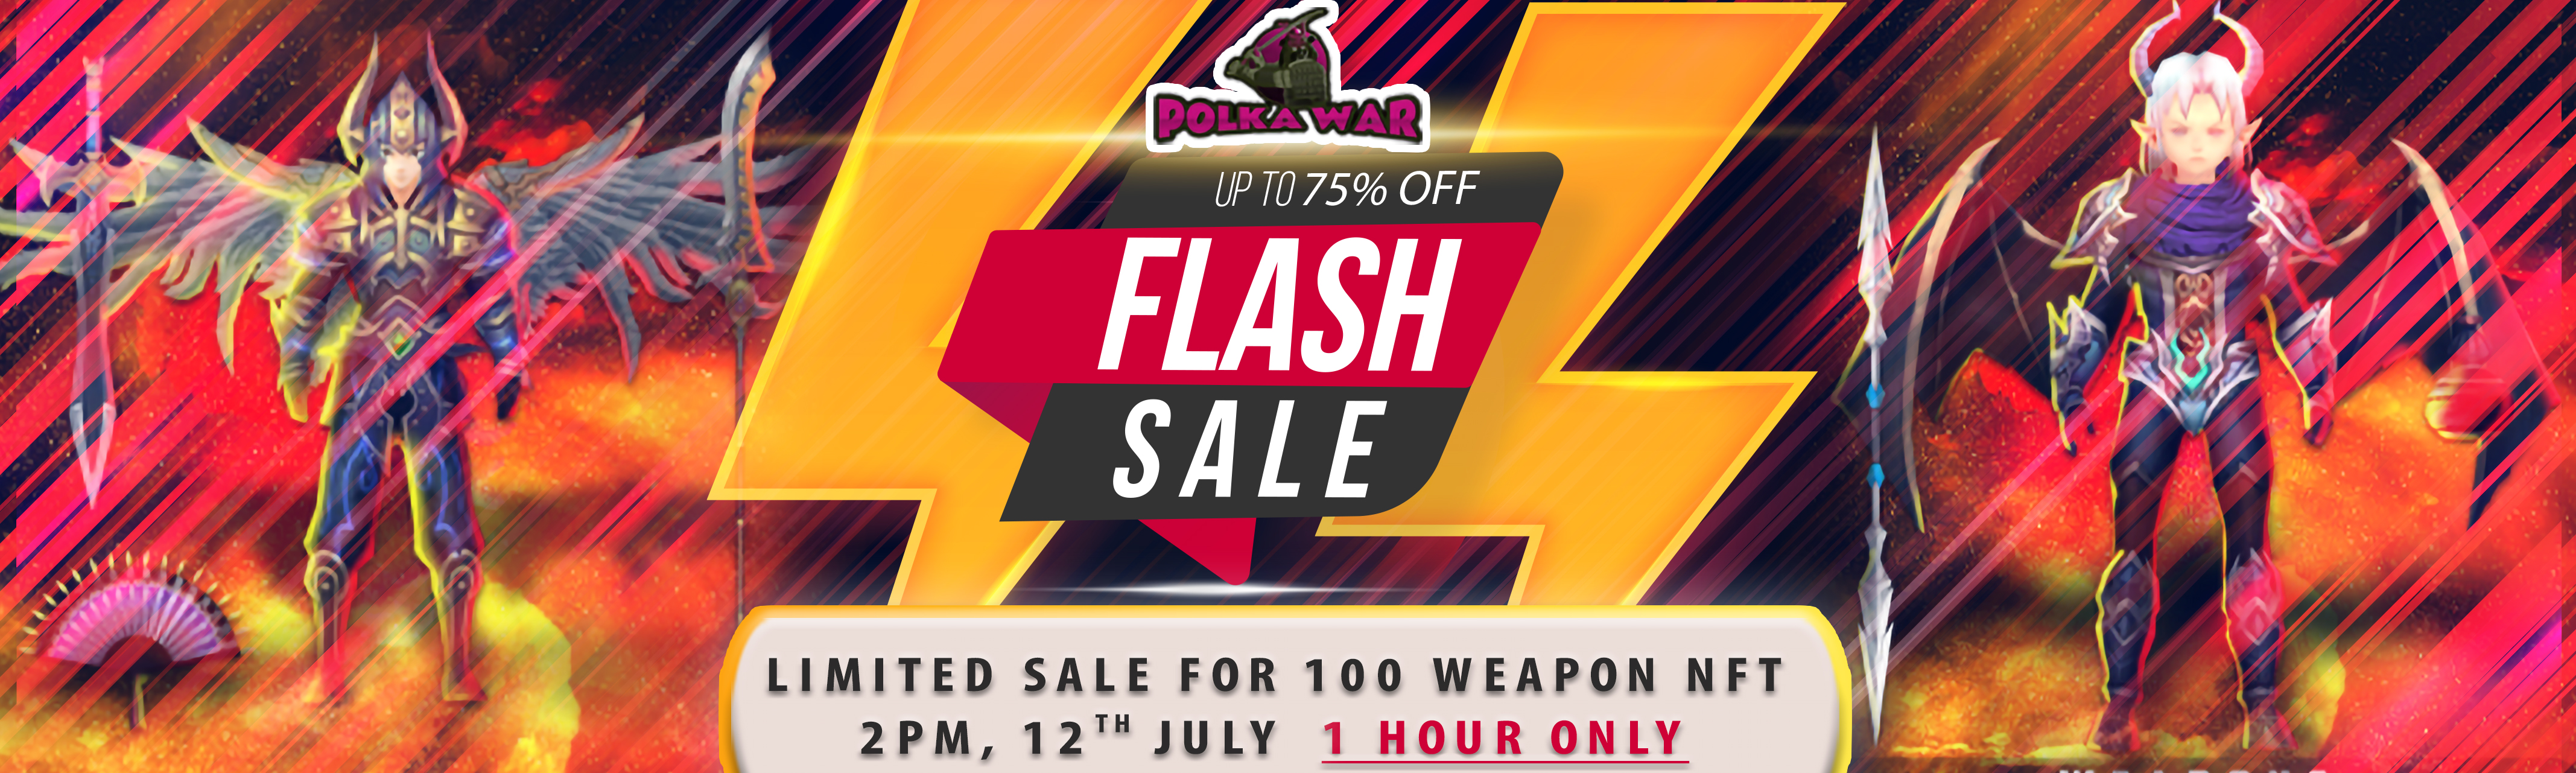 POLKA WAR
UP TO 75% OFF
FLASH
SALE
LIMITED SALE FOR 100 WEAPON NFT
2PM, 12TH JULY 1 HOUR ONLY